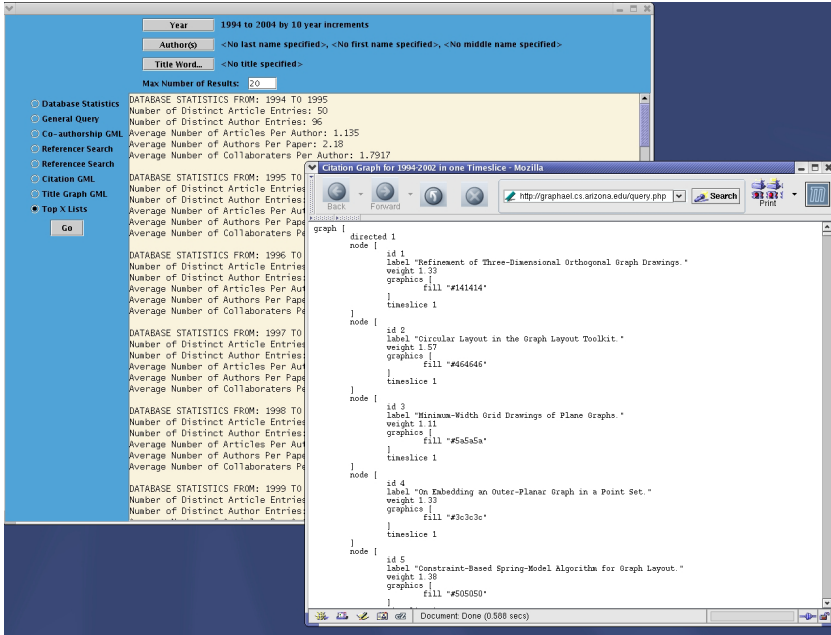 Year
1994 to 2004 by 10 year increments
Author(s)
<No last name specified>, <No first name specified>, <No middle name specified>
Title Word...
<No title specified>
Max Number of Results: 20
Database Statistics
General Query
Co-authorship GML
Referencer Search
Referencee Search
Citation GML
Title Graph GML
Top X Lists
Go
DATABASE STATISTICS FROM: 1994 TO 1995
Number of Distinct Article Entries: 50
Number of Distinct Author Entries: 96
Average Number of Articles Per Author: 1.135
Average Number of Authors Per Paper: 2.18
Average Number of Collaboraters Per Author: 1.7917
DATABASE STATISTICS FROM: 1995 TO
Number of Distinct Article Entries
Number of Distinct Author Entries:
Average Number of Articles Per Aut
Average Number of Authors Per Pape
Average Number of Collaboraters Pe
DATABASE STATISTICS FROM: 1996 TO
Number of Distinct Article Entries
Number of Distinct Author Entries:
Average Number of Articles Per Aut
Average Number of Authors Per Pape
Average Number of Collaboraters Pe
DATABASE STATISTICS FROM: 1997 TO
Number of Distinct Article Entries
Number of Distinct Author Entries:
Average Number of Articles Per Aut
Average Number of Authors Per Pape
Average Number of Collaboraters Pe
DATABASE STATISTICS FROM: 1998 TO
Number of Distinct Article Entries
Number of Distinct Author Entries:
Average Number of Articles Per Aut
Average Number of Authors Per Pape
Average Number of Collaboraters Pe
DATABASE STATISTICS FROM: 1999 TO
Number of Distinct Article Entries
Number of Distinct Author Entries:
Citation Graph for 1994-2002 in one Timeslice - Mozilla
Back
Forward
http://graphael.cs.arizona.edu/query.php
Search
Print
graph [
directed 1
node [
id 1
label "Refinement of Three-Dimensional Orthogonal Graph Drawings."
weight 1.33
graphics [
fill "#141414"
]
timeslice 1
]
node [
id 2
label "Circular Layout in the Graph Layout Toolkit."
weight 1.57
graphics [
fill "#464646"
]
timeslice 1
]
node [
id 3
label "Minimum-Width Grid Drawings of Plane Graphs."
weight 1.11
graphics [
fill "#5a5a5a"
]
timeslice 1
]
node [
id 4
label "On Embedding an Outer-Planar Graph in a Point Set."
weight 1.33
graphics [
fill "#3c3c3c"
]
timeslice 1
]
node [
id 5
label "Constraint-Based Spring-Model Algorithm for Graph Layout."
weight 1.38
graphics [
fill "#505050"
]
Document: Done (0.588 secs)